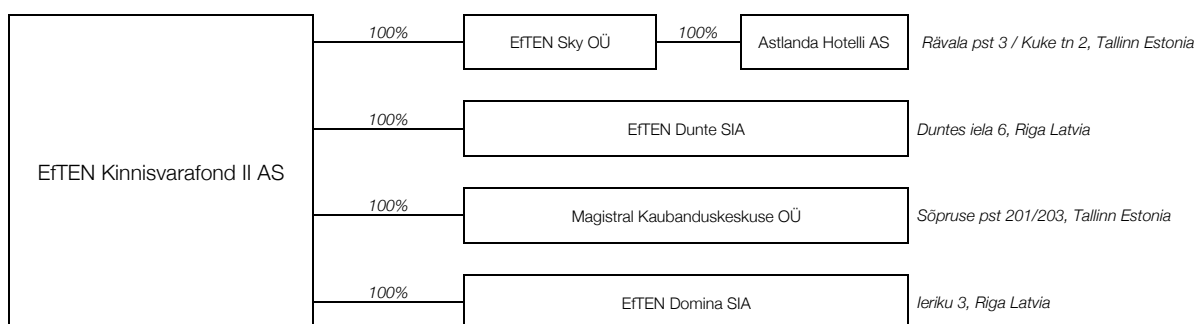 100%
EfTEN Sky OÜ
100%
Astlanda Hotelli AS
Rävala pst 3 / Kuke tn 2, Tallinn Estonia
100%
EfTEN Dunte SIA
Duntes iela 6, Riga Latvia
EfTEN Kinnisvarafond II AS
100%
Magistral Kaubanduskeskuse OÜ
Sõpruse pst 201/203, Tallinn Estonia
100%
EfTEN Domina SIA
Ieriku 3, Riga Latvia